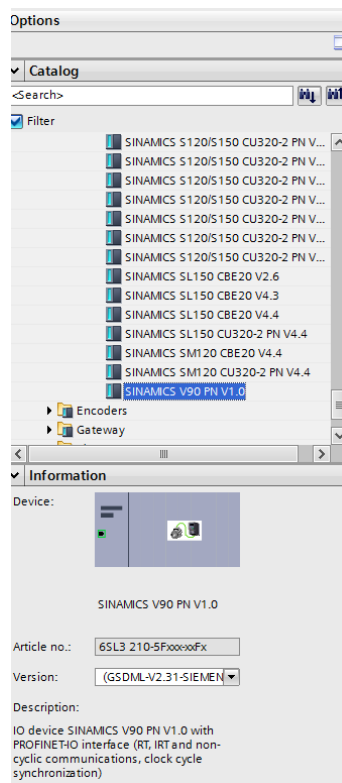 Options
Catalog
<Search>
Filter
SINAMICS S120/S150 CU320-2 PN V...
SINAMICS S120/S150 CU320-2 PN V...
SINAMICS S120/S150 CU320-2 PN V...
SINAMICS S120/S150 CU320-2 PN V...
SINAMICS S120/S150 CU320-2 PN V...
SINAMICS S120/S150 CU320-2 PN V...
SINAMICS S120/S150 CU320-2 PN V...
SINAMICS SL150 CBE20 V2.6
SINAMICS SL150 CBE20 V4.3
SINAMICS SL150 CBE20 V4.4
SINAMICS SL150 CU320-2 PN V4.4
SINAMICS SM120 CBE20 V4.4
SINAMICS SM120 CU320-2 PN V4.4
SINAMICS V90 PN V1.0
Encoders
Gateway
Information
Device:
SINAMICS V90 PN V1.0
Article no.: 6SL3 210-5Fxxx-xxFx
Version: (GSDML-V2.31-SIEMEN
Description:
IO device SINAMICS V90 PN V1.0 with
PROFINET-IO interface (RT, IRT and non-
cyclic communications, clock cycle
synchronization)